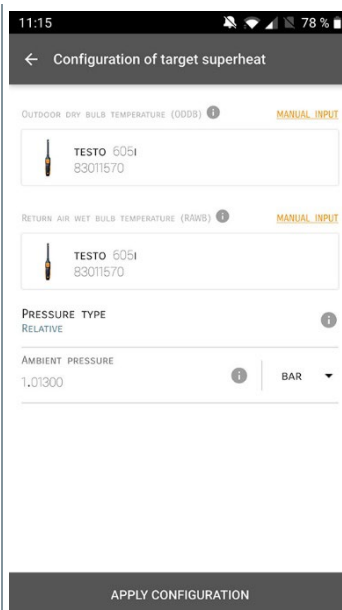 11:15
78 %
Configuration of target superheat
OUTDOOR DRY BULB TEMPERATURE (ODDB)
MANUAL INPUT
TESTO 605I
83011570
RETURN AIR WET BULB TEMPERATURE (RAWB)
MANUAL INPUT
TESTO 605I
83011570
PRESSURE TYPE
RELATIVE
AMBIENT PRESSURE
1.01300
BAR
APPLY CONFIGURATION